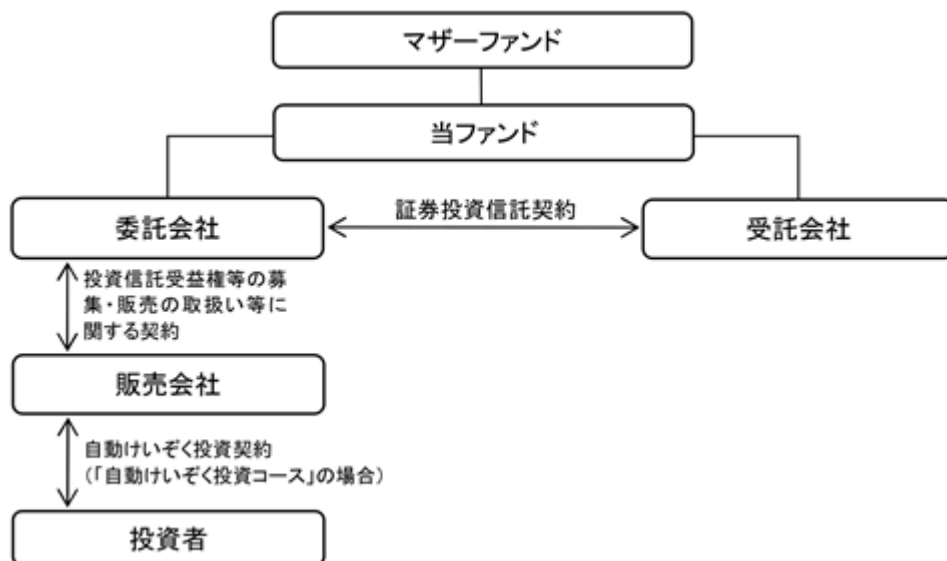 マザーファンド
当ファンド
委託会社
証券投資信託契約
受託会社
投資信託受益権等の募
集・販売の取扱い等に
関する契約
販売会社
自動けいぞく投資契約
(「自動けいぞく投資コース」の場合)
投資者